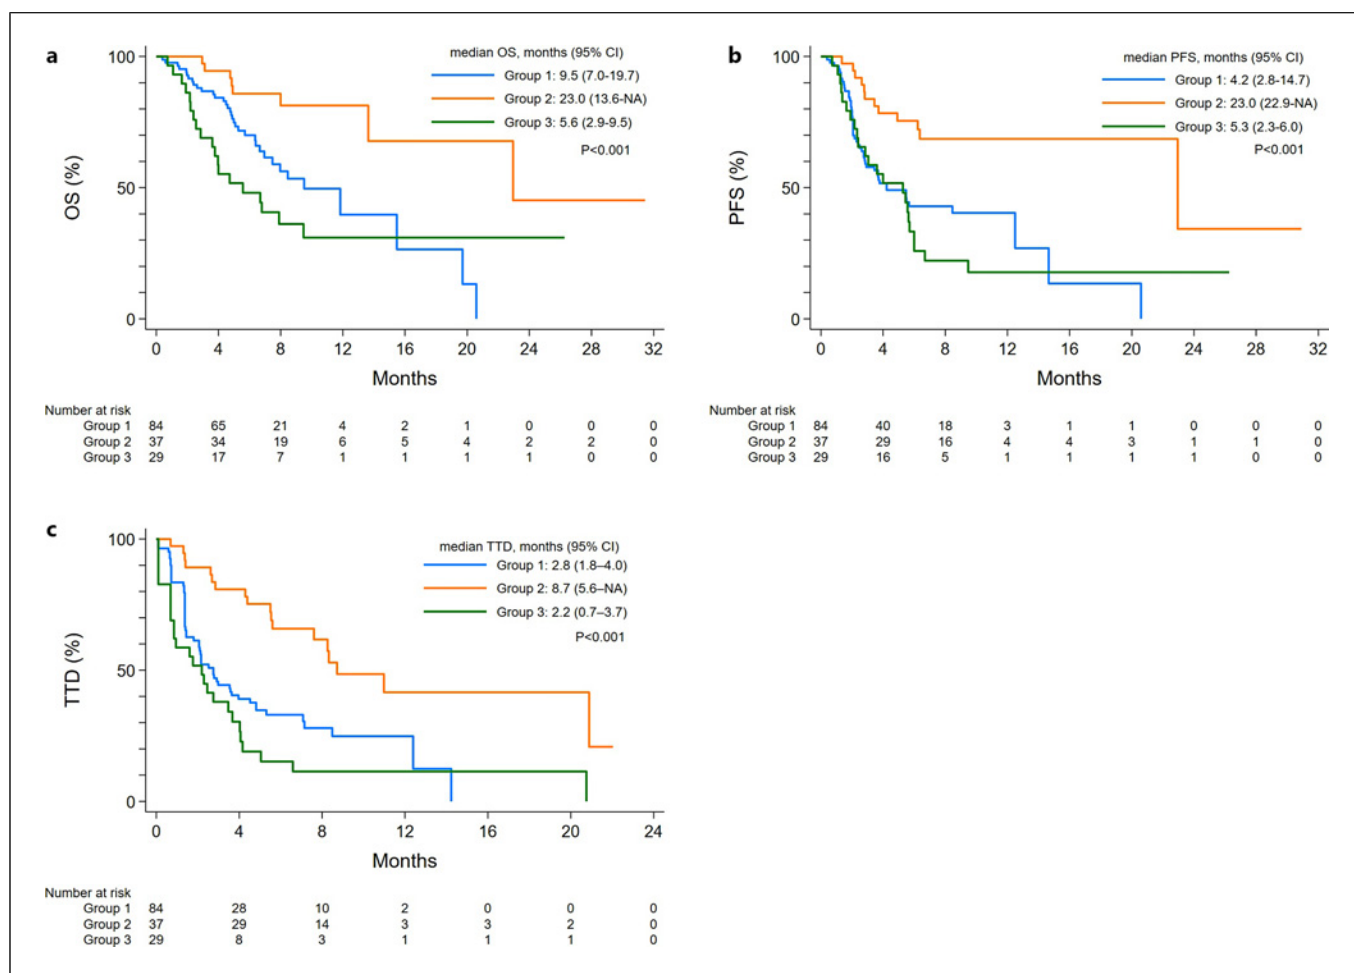 a
median OS, months (95% CI)
Group 1: 9.5 (7.0-19.7)
Group 2: 23.0 (13.6-NA)
Group 3: 5.6 (2.9-9.5)
P<0.001
100
50
0
OS (%)
0 4 8 12 16 20 24 28 32
Months
Number at risk
Group 1 84 65 21 4 2 1 0 0 0
Group 2 37 34 19 6 5 4 2 2 0
Group 3 29 17 7 1 1 1 1 0 0
b
median PFS, months (95% CI)
Group 1: 4.2 (2.8-14.7)
Group 2: 23.0 (22.9-NA)
Group 3: 5.3 (2.3-6.0)
P<0.001
100
50
0
PFS (%)
0 4 8 12 16 20 24 28 32
Months
Number at risk
Group 1 84 40 18 3 1 1 0 0 0
Group 2 37 29 16 4 4 3 1 1 0
Group 3 29 16 5 1 1 1 1 0 0
c
median TTD, months (95% CI)
Group 1: 2.8 (1.8–4.0)
Group 2: 8.7 (5.6–NA)
Group 3: 2.2 (0.7–3.7)
P<0.001
100
50
0
TTD (%)
0 4 8 12 16 20 24
Months
Number at risk
Group 1 84 28 10 2 0 0 0
Group 2 37 29 14 3 3 2 0
Group 3 29 8 3 1 1 1 0